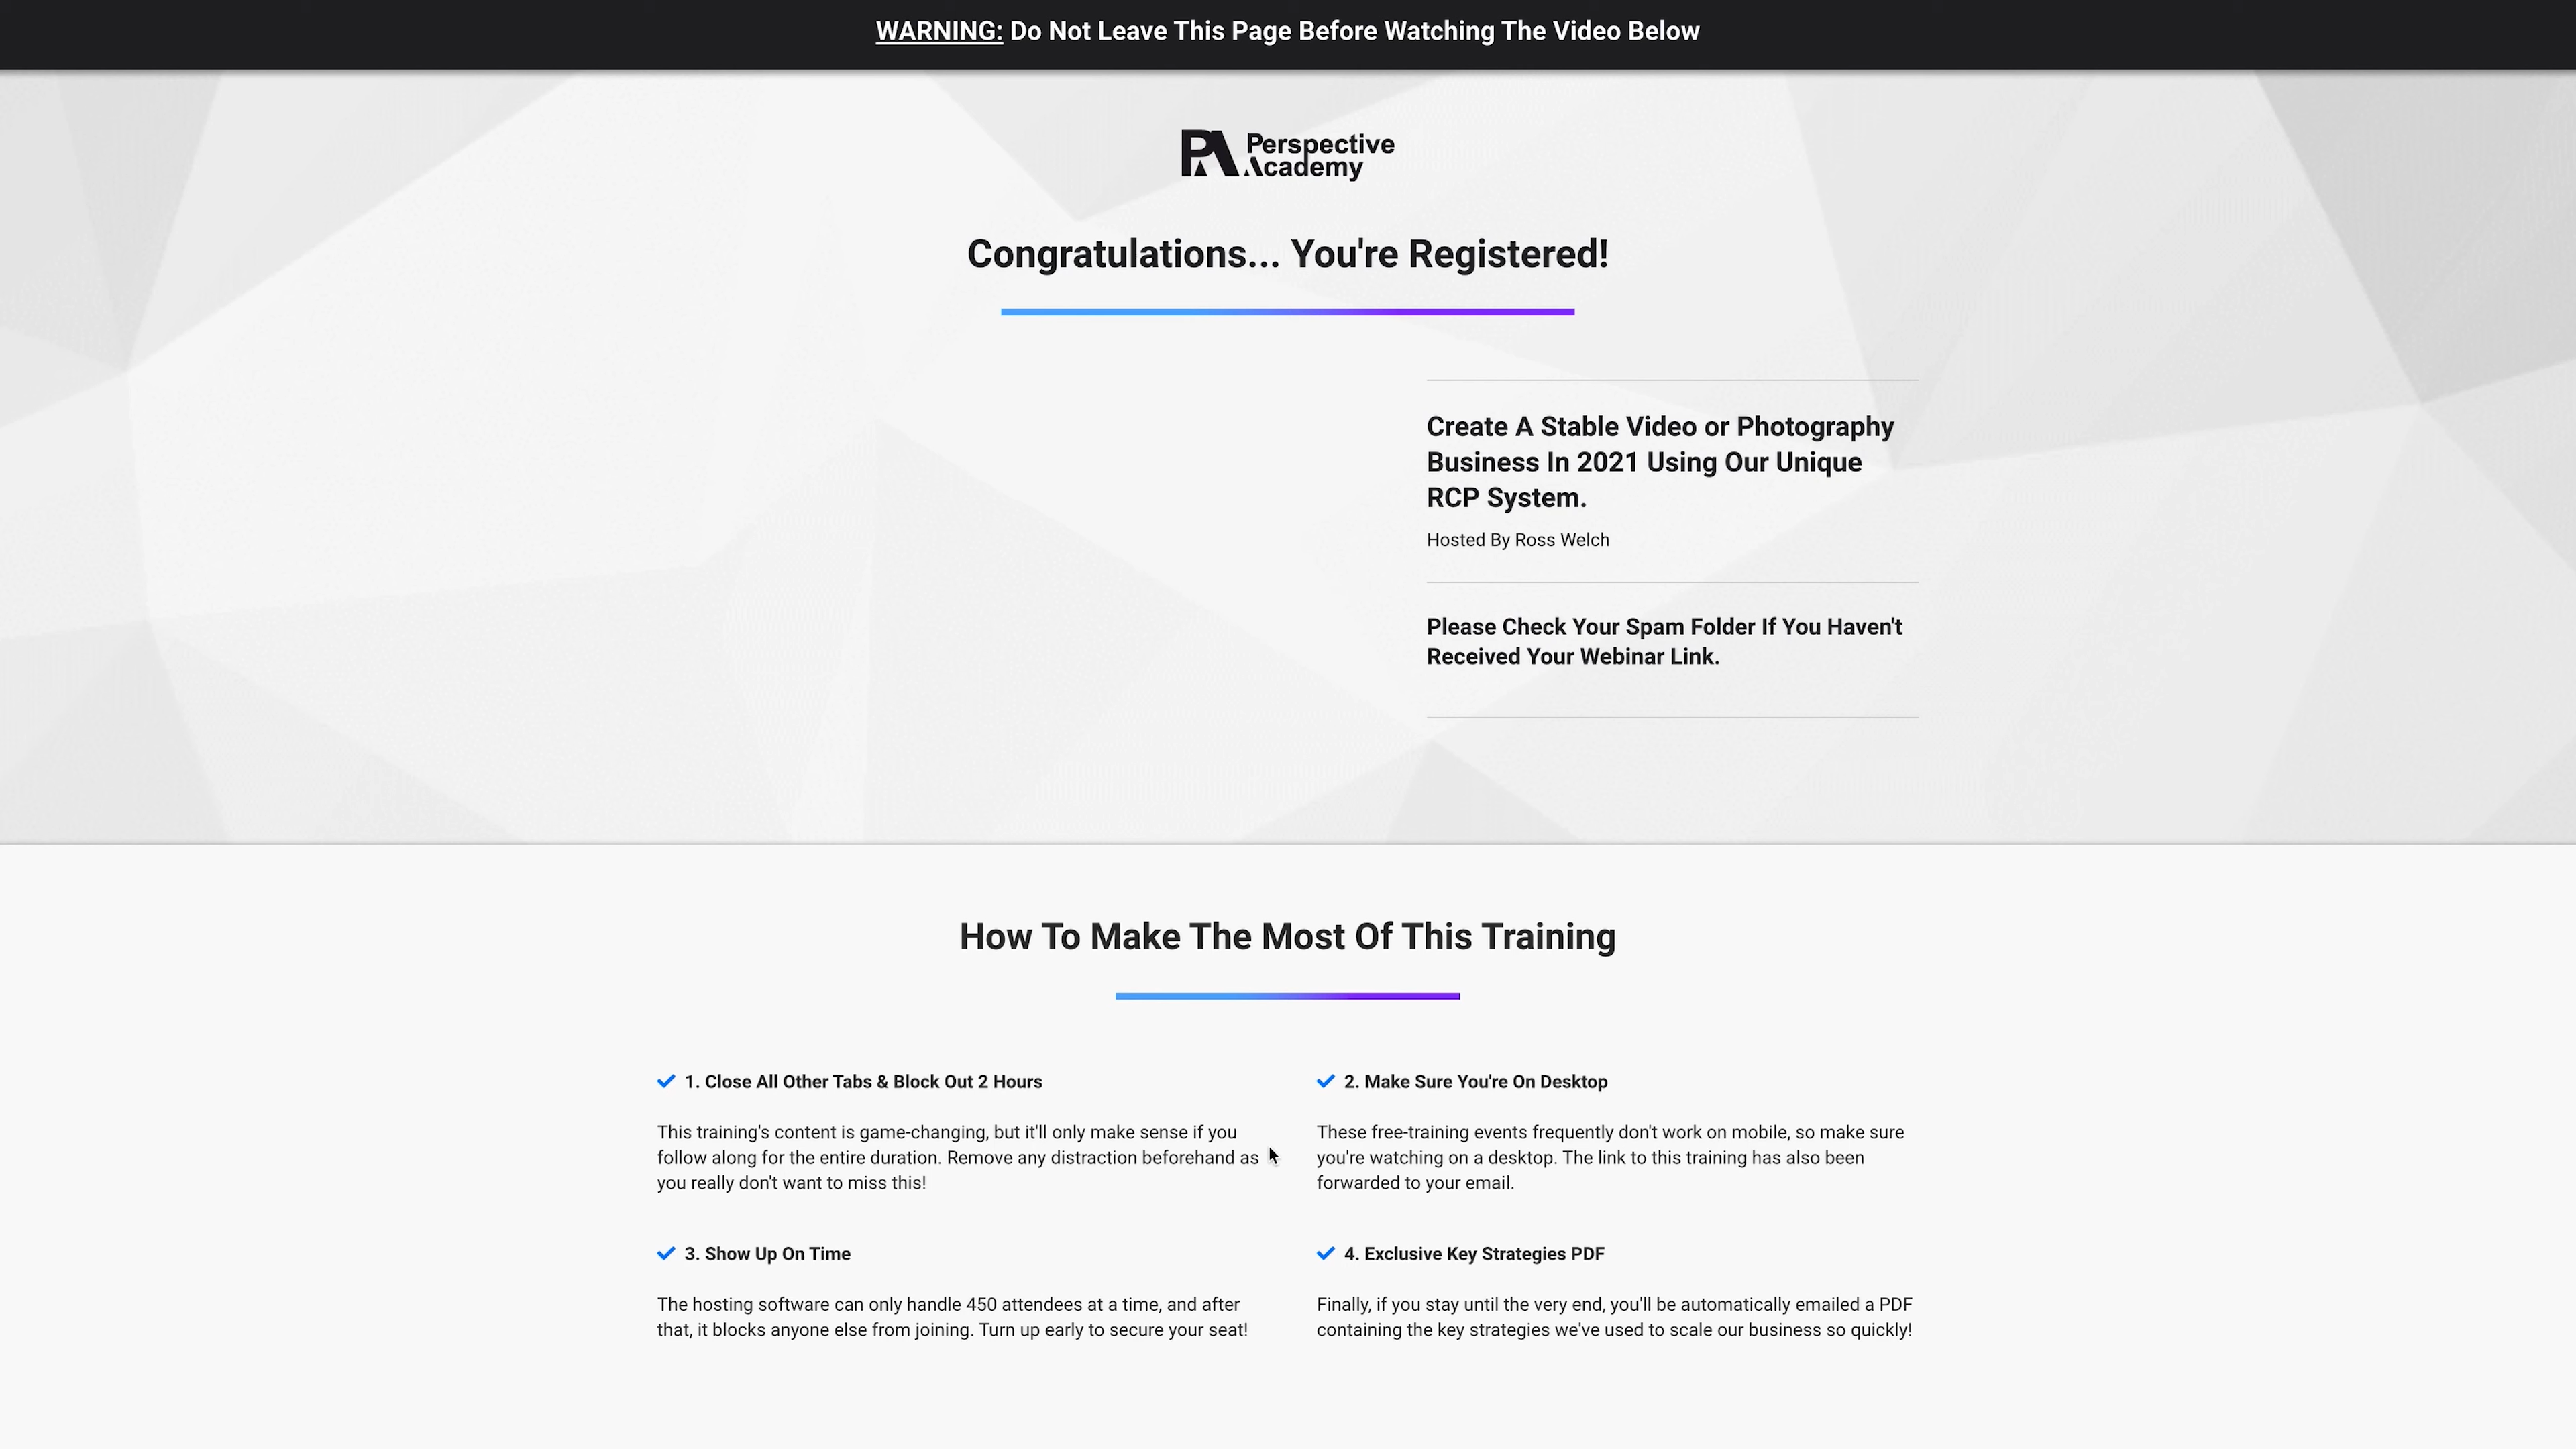 WARNING: Do Not Leave This Page Before Watching The Video Below
PA Perspective
Academy
Congratulations... You're Registered!
Create A Stable Video or Photography
Business In 2021 Using Our Unique
RCP System.
Hosted By Ross Welch
Please Check Your Spam Folder If You Haven't
Received Your Webinar Link.
How To Make The Most Of This Training
1. Close All Other Tabs & Block Out 2 Hours
This training's content is game-changing, but it'll only make sense if you
follow along for the entire duration. Remove any distraction beforehand as
you really don't want to miss this!
2. Make Sure You're On Desktop
These free-training events frequently don't work on mobile, so make sure
you're watching on a desktop. The link to this training has also been
forwarded to your email.
3. Show Up On Time
The hosting software can only handle 450 attendees at a time, and after
that, it blocks anyone else from joining. Turn up early to secure your seat!
4. Exclusive Key Strategies PDF
Finally, if you stay until the very end, you'll be automatically emailed a PDF
containing the key strategies we've used to scale our business so quickly!